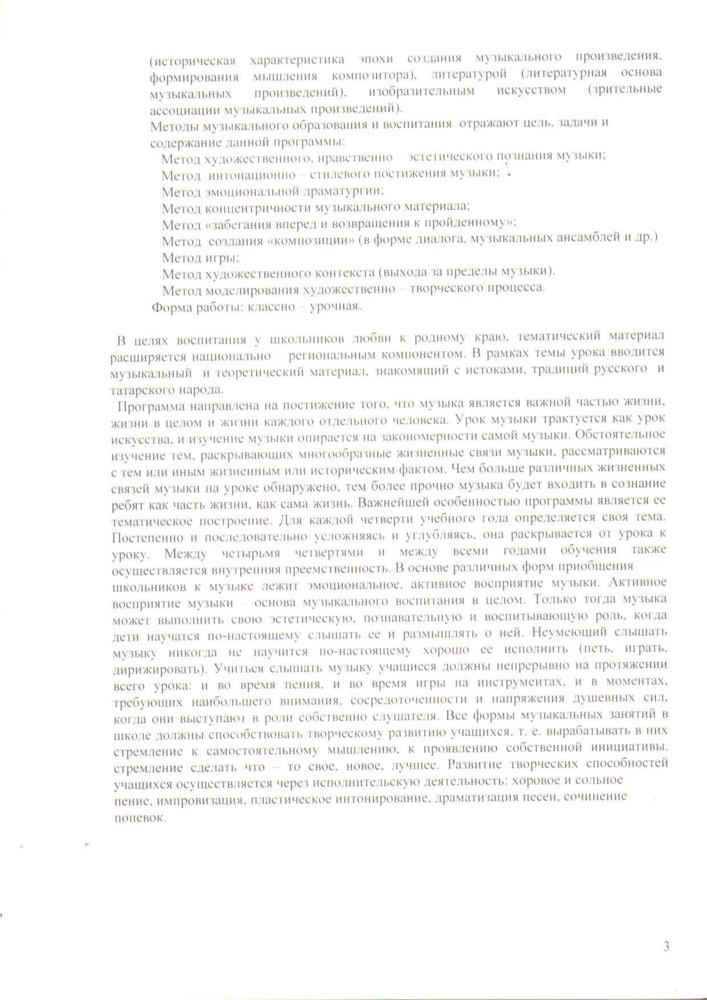 (историческая характеристика эпохи создания музыкального произведения,
формирования мышления композитора), литературой (литературная основа
музыкальных произведений), изобразительным искусством (зрительные
ассоциации музыкальных произведений).
Методы музыкального образования и воспитания отражают цель, задачи и
содержание данной программы:
Метод художественного, нравственно – эстетического познания музыки;
Метод интонационно – стилевого постижения музыки;
Метод эмоциональной драматургии;
Метод концентричности музыкального материала;
Метод «забегания вперед и возвращения к пройденному»;
Метод создания «композиции» (в форме диалога, музыкальных ансамблей и др.)
Метод игры;
Метод художественного контекста (выхода за пределы музыки).
Метод моделирования художественно – творческого процесса.
Форма работы: классно – урочная.
В целях воспитания у школьников любви к родному краю, тематический материал
расширяется национально – региональным компонентом. В рамках темы урока вводится
музыкальный и теоретический материал, знакомящий с истоками, традиций русского и
татарского народа.
Программа направлена на постижение того, что музыка является важной частью жизни,
жизни в целом и жизни каждого отдельного человека. Урок музыки трактуется как урок
искусства, и изучение музыки опирается на закономерности самой музыки. Обстоятельное
изучение тем, раскрывающих многообразные жизненные связи музыки, рассматриваются
с тем или иным жизненным или историческим фактом. Чем больше различных жизненных
связей музыки на уроке обнаружено, тем более прочно музыка будет входить в сознание
ребят как часть жизни, как сама жизнь. Важнейшей особенностью программы является ее
тематическое построение. Для каждой четверти учебного года определяется своя тема.
Постепенно и последовательно усложняясь и углубляясь, она раскрывается от урока к
уроку. Между четырьмя четвертями и между всеми годами обучения также
осуществляется внутренняя преемственность. В основе различных форм приобщения
школьников к музыке лежит эмоциональное, активное восприятие музыки. Активное
восприятие музыки – основа музыкального воспитания в целом. Только тогда музыка
может выполнить свою эстетическую, познавательную и воспитывающую роль, когда
дети научатся по-настоящему слышать ее и размышлять о ней. Неумеющий слышать
музыку никогда не научится по-настоящему хорошо ее исполнить (петь, играть,
дирижировать). Учиться слышать музыку учащиеся должны непрерывно на протяжении
всего урока: и во время пения, и во время игры на инструментах, и в моментах,
требующих наибольшего внимания, сосредоточенности и напряжения душевных сил,
когда они выступают в роли собственно слушателя. Все формы музыкальных занятий в
школе должны способствовать творческому развитию учащихся, т. е. вырабатывать в них
стремление к самостоятельному мышлению, к проявлению собственной инициативы,
стремление сделать что – то свое, новое, лучшее. Развитие творческих способностей
учащихся осуществляется через исполнительскую деятельность: хоровое и сольное
пение, импровизация, пластическое интонирование, драматизация песен, сочинение
попевок.
3